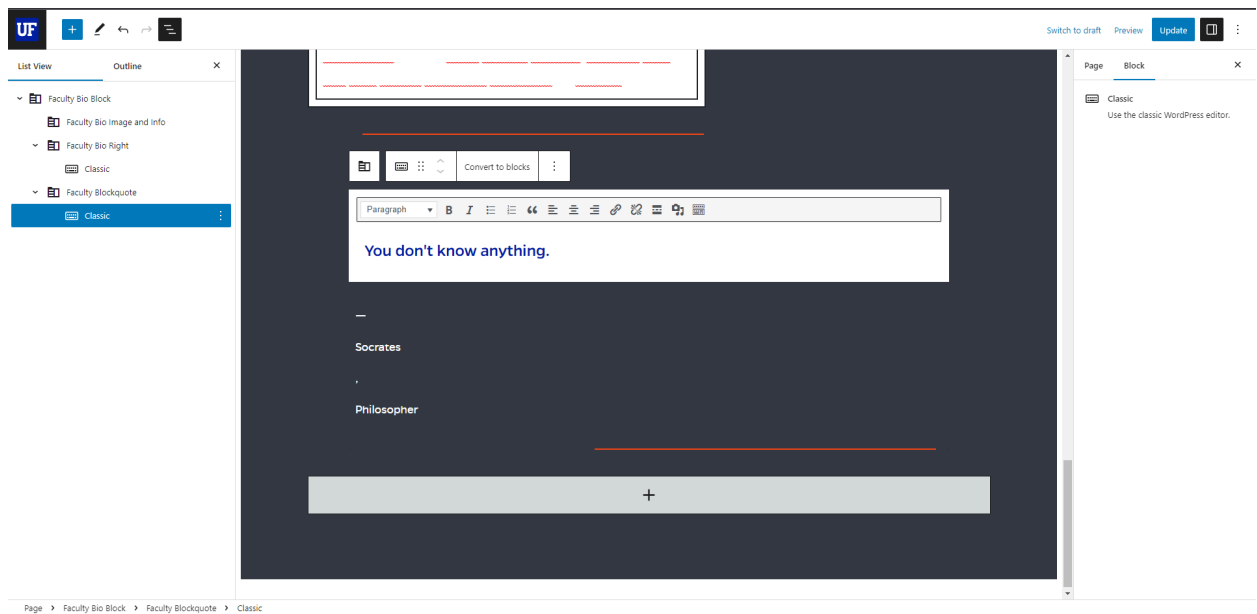 UF
Switch to draft Preview Update
List View Outline
Page Block
Faculty Bio Block
Faculty Bio Image and Info
Faculty Bio Right
Classic
Faculty Blockquote
Classic
Classic
Use the classic WordPress editor.
Convert to blocks
Paragraph B I
You don't know anything.
—
Socrates
,
Philosopher
Page > Faculty Bio Block > Faculty Blockquote > Classic